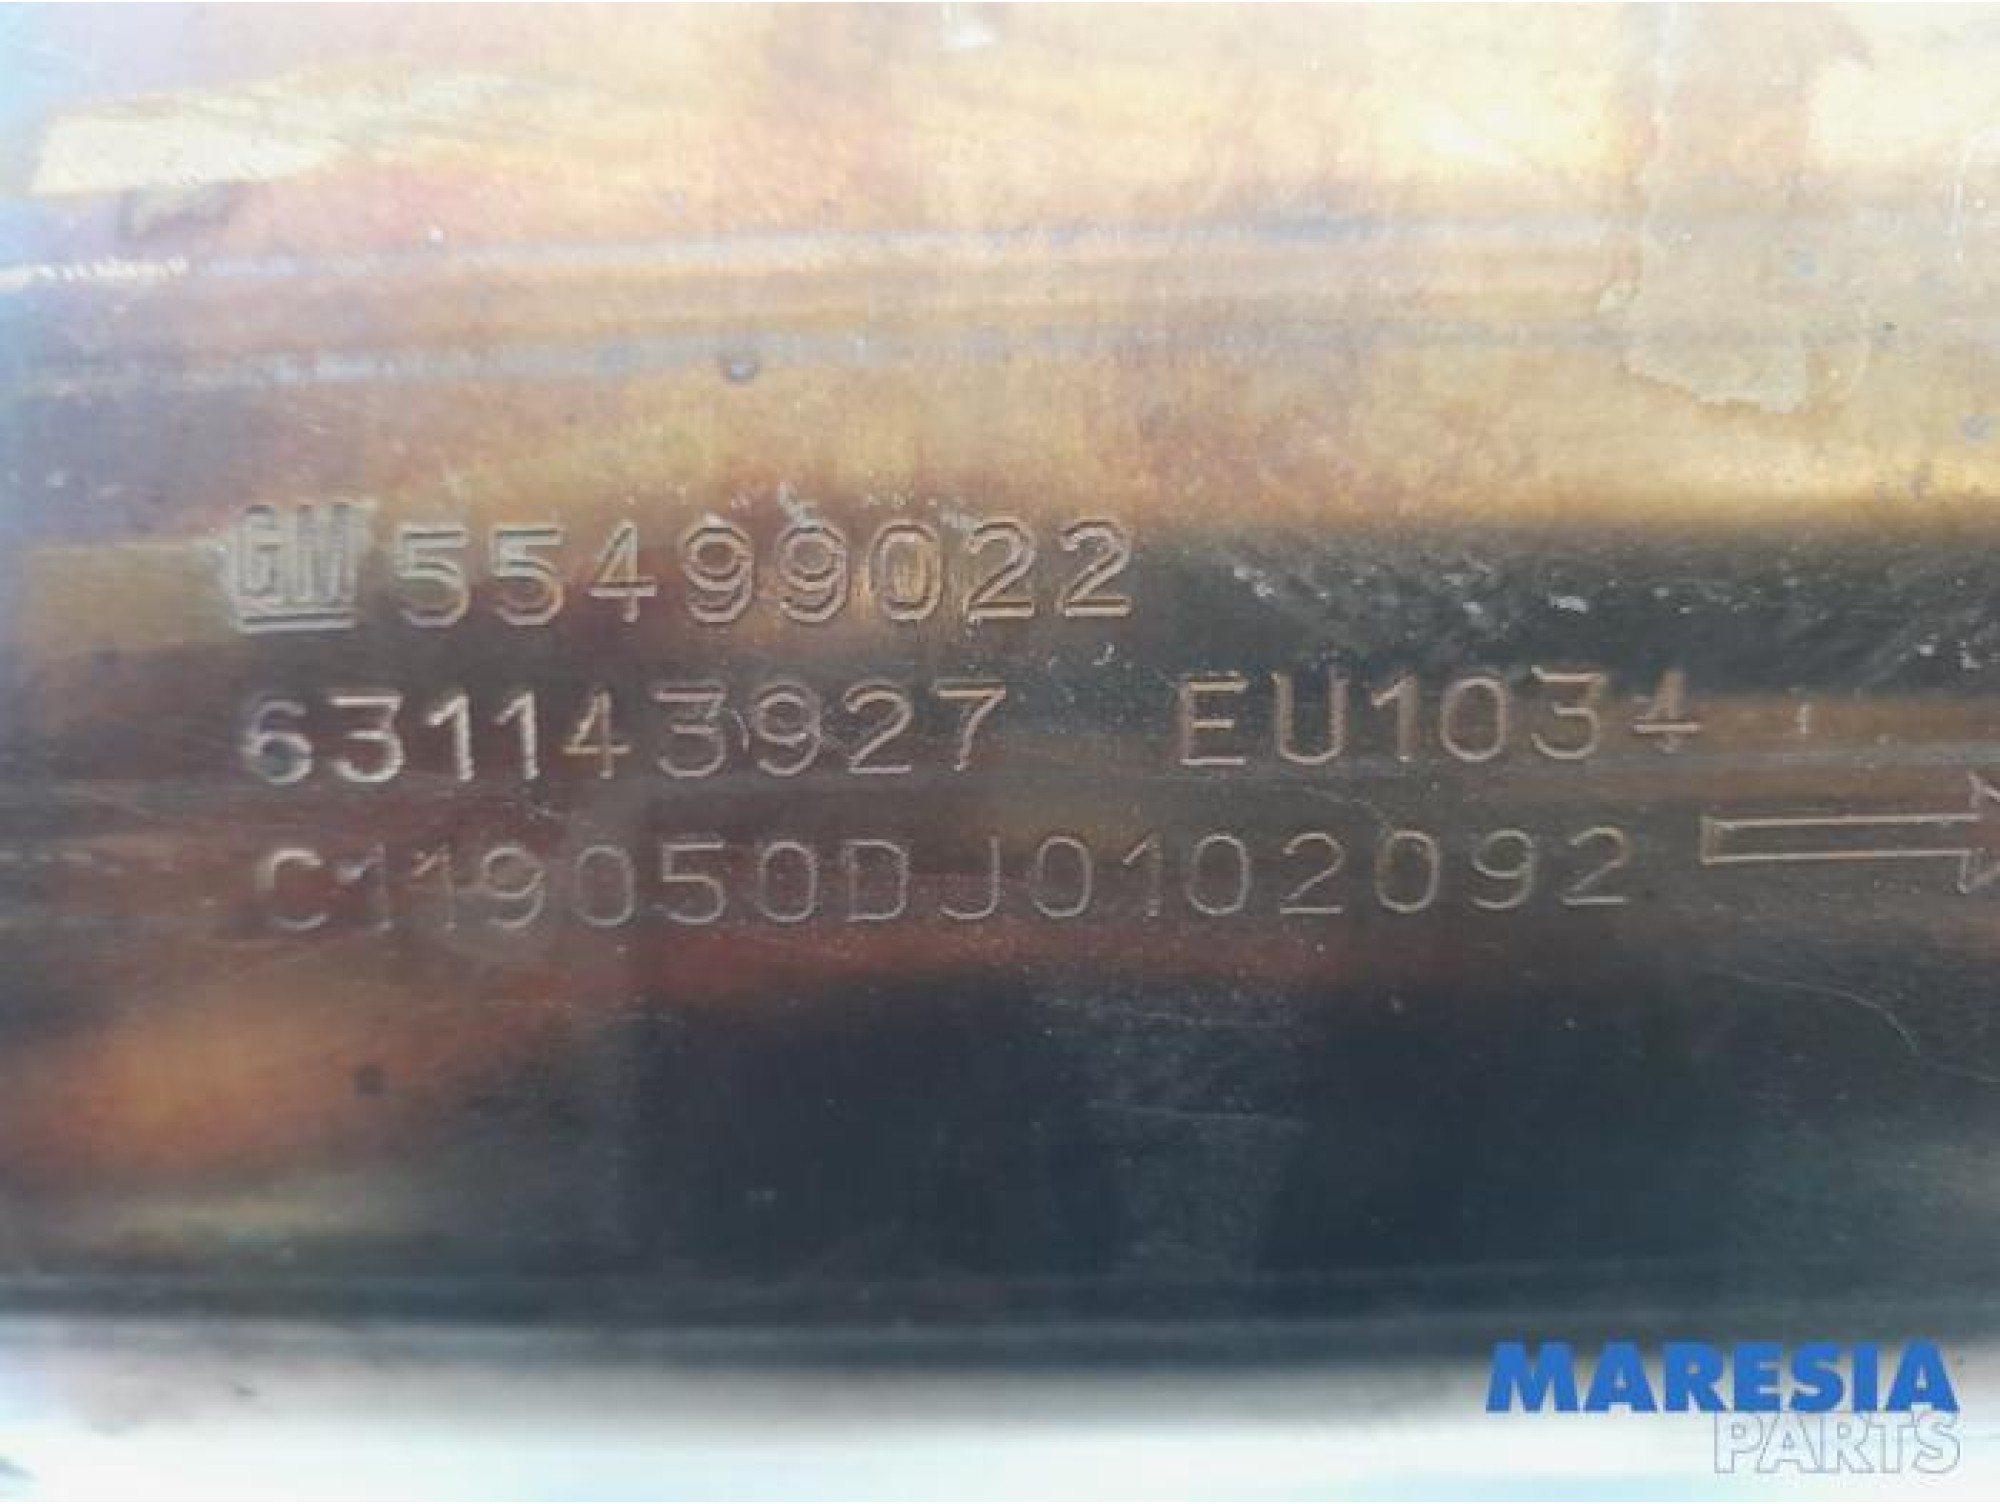 GM 55499022
631143927 EU1034
C119050DJ0102092
MARESIA
PARTS